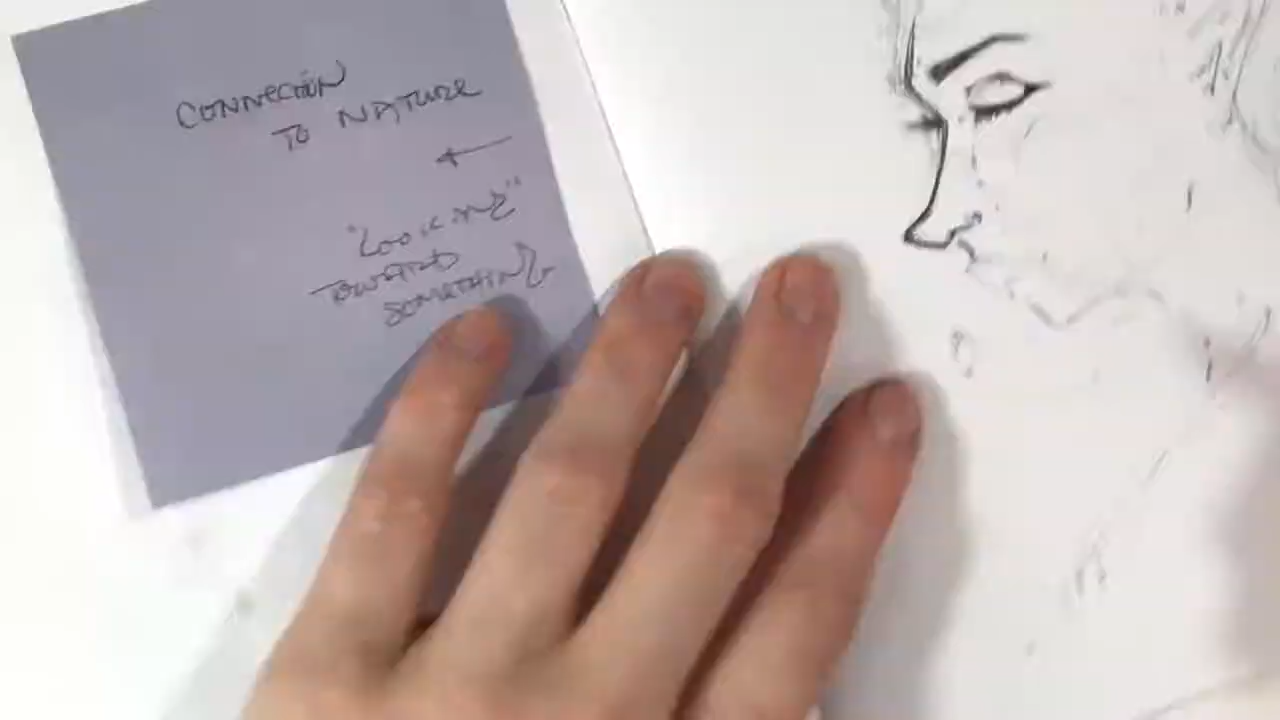 CONNECTION
TO NATURE
"LOOKING"
TOWARD
SOMETHING